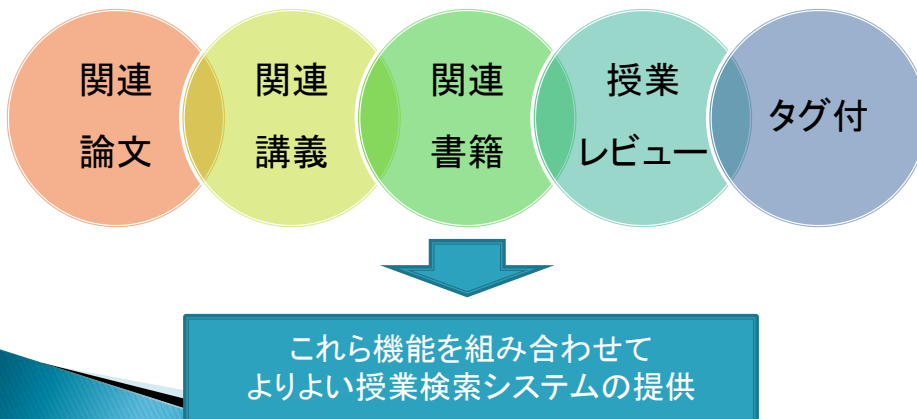 関連
論文
関連
講義
関連
書籍
授業
レビュー
タグ付
これら機能を組み合わせて
よりよい授業検索システムの提供